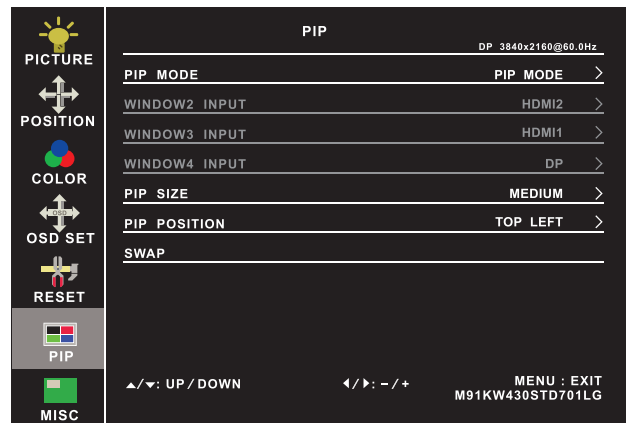 PICTURE
POSITION
COLOR
OSD
OSD SET
RESET
PIP
MISC
PIP
DP 3840x2160@60.0Hz
PIP MODE PIP MODE >
WINDOW2 INPUT HDMI2 >
WINDOW3 INPUT HDMI1 >
WINDOW4 INPUT DP >
PIP SIZE MEDIUM >
PIP POSITION TOP LEFT >
SWAP
▲/▼: UP / DOWN ◀/▶: – / + MENU : EXIT
M91KW430STD701LG